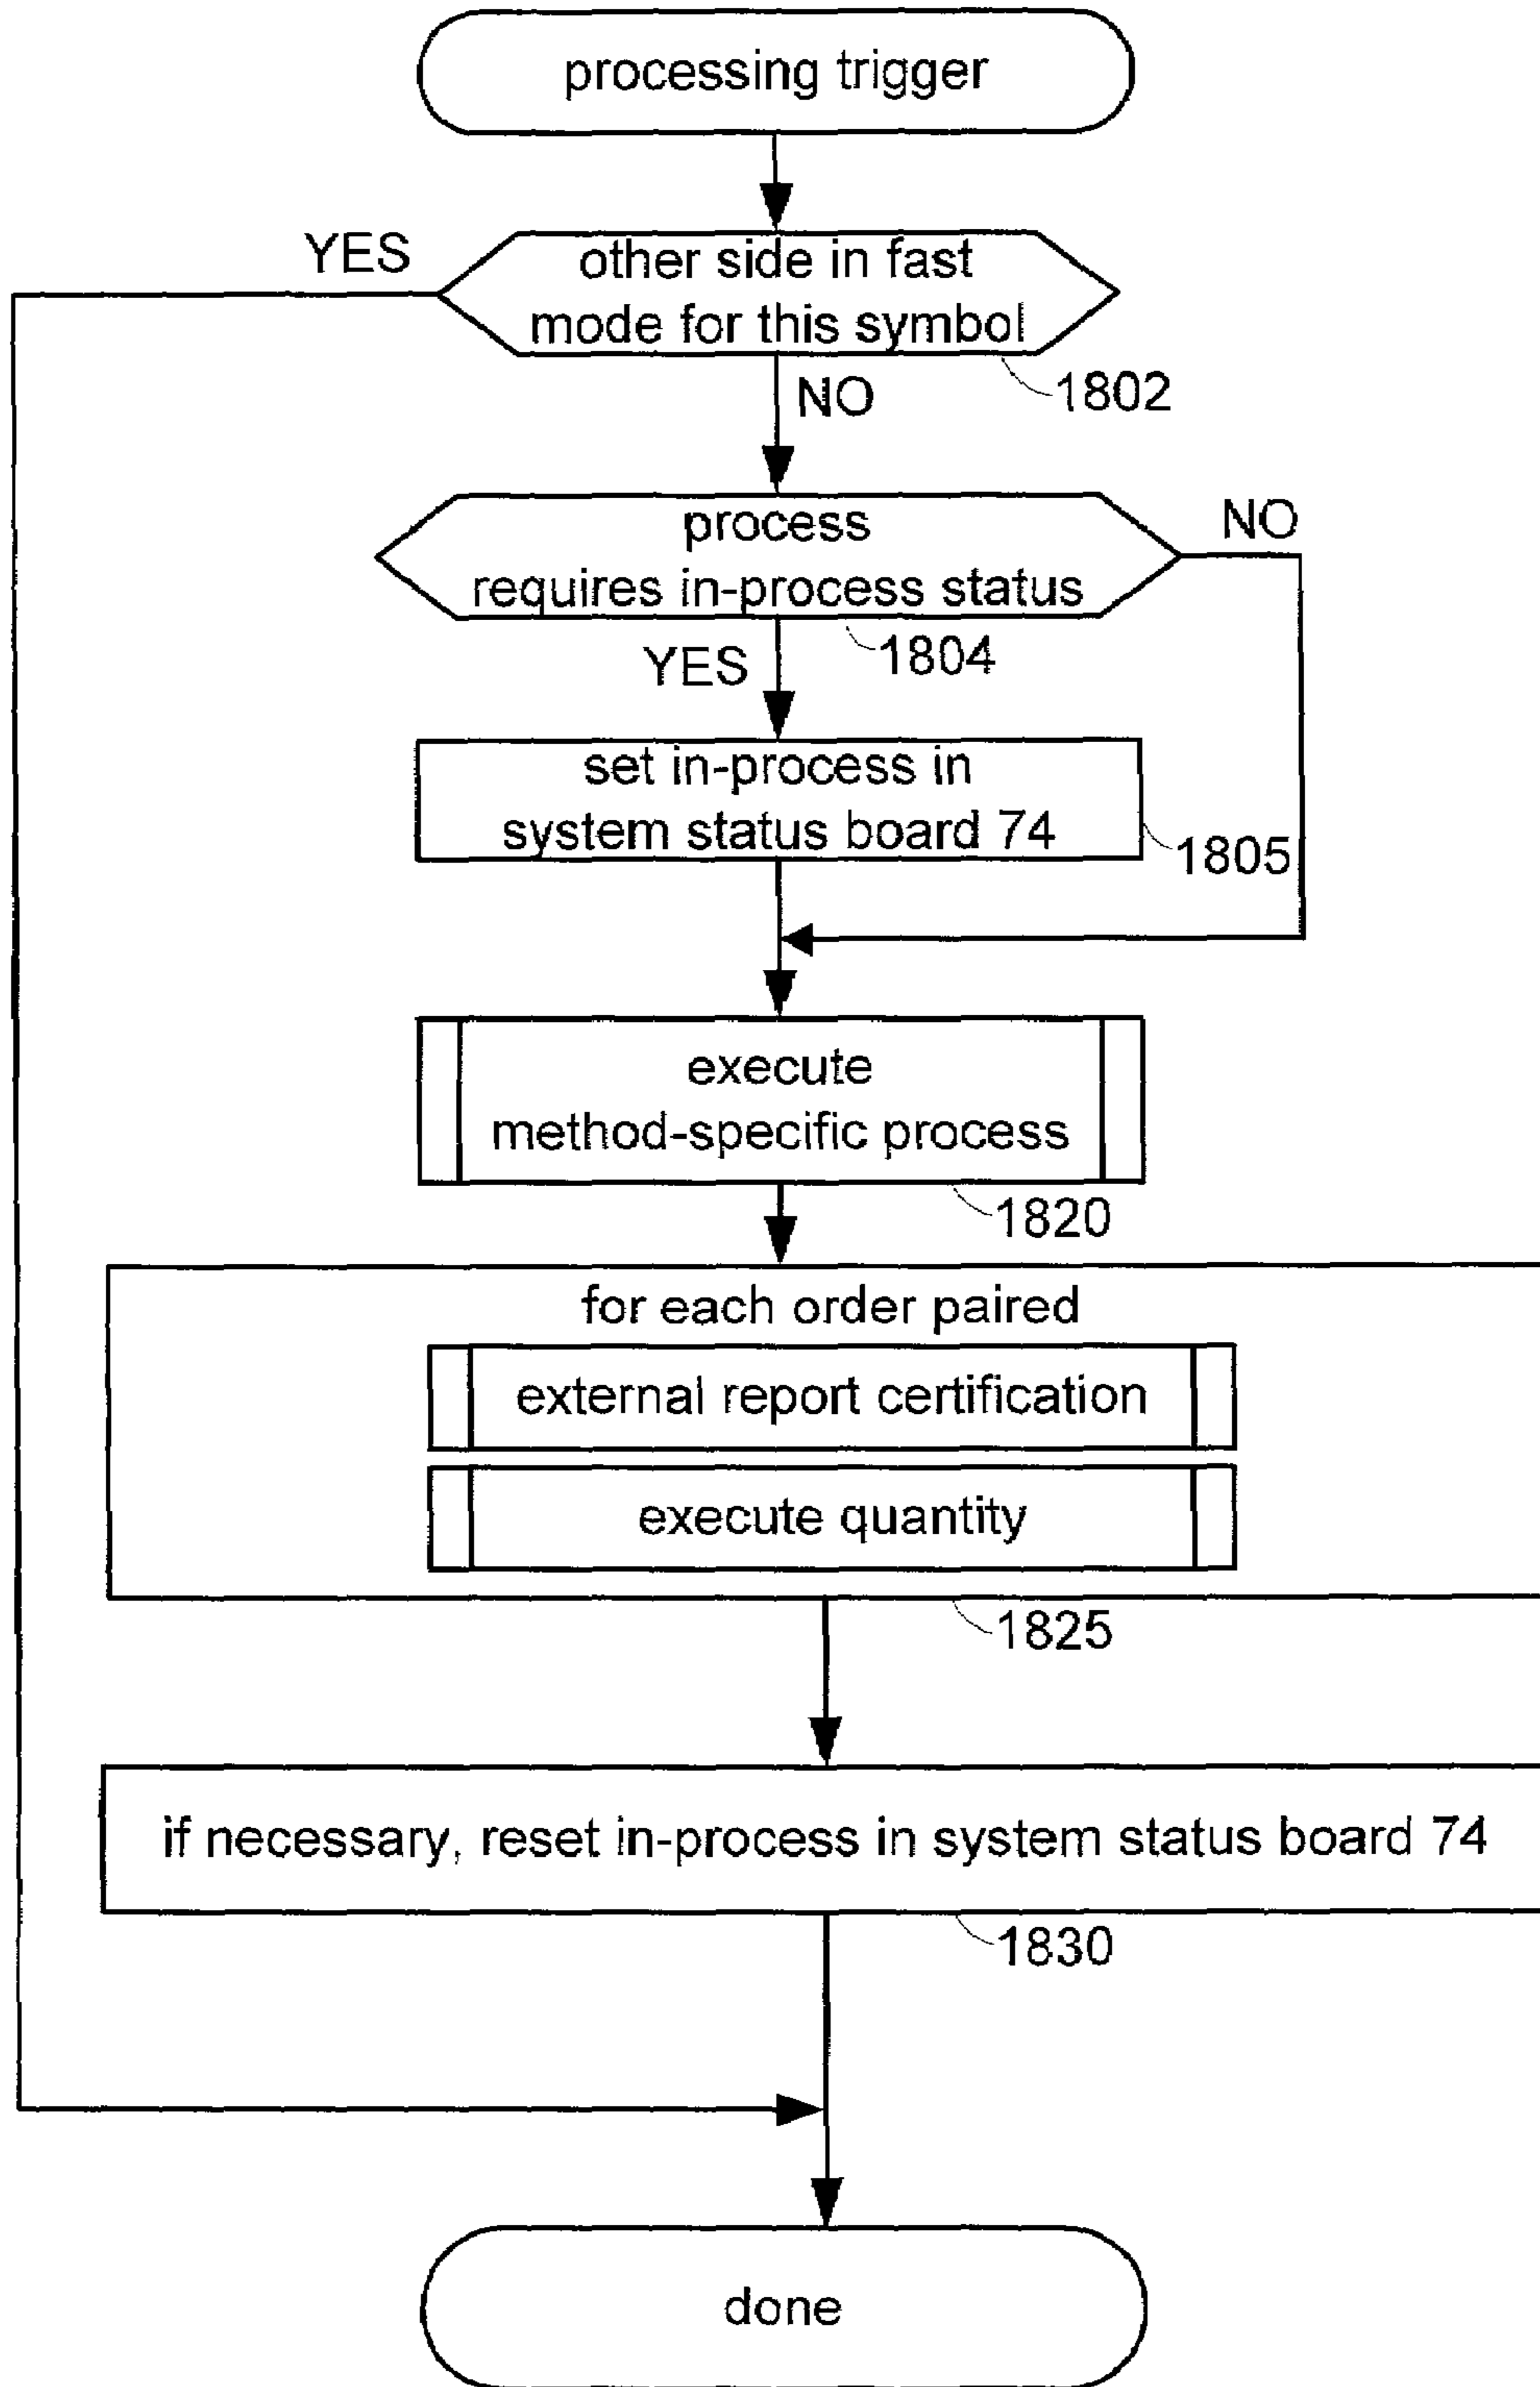 processing trigger
YES
other side in fast
mode for this symbol
1802
NO
process
requires in-process status
NO
1804
YES
set in-process in
system status board 74
1805
execute
method-specific process
1820
for each order paired
external report certification
execute quantity
1825
if necessary, reset in-process in system status board 74
1830
done